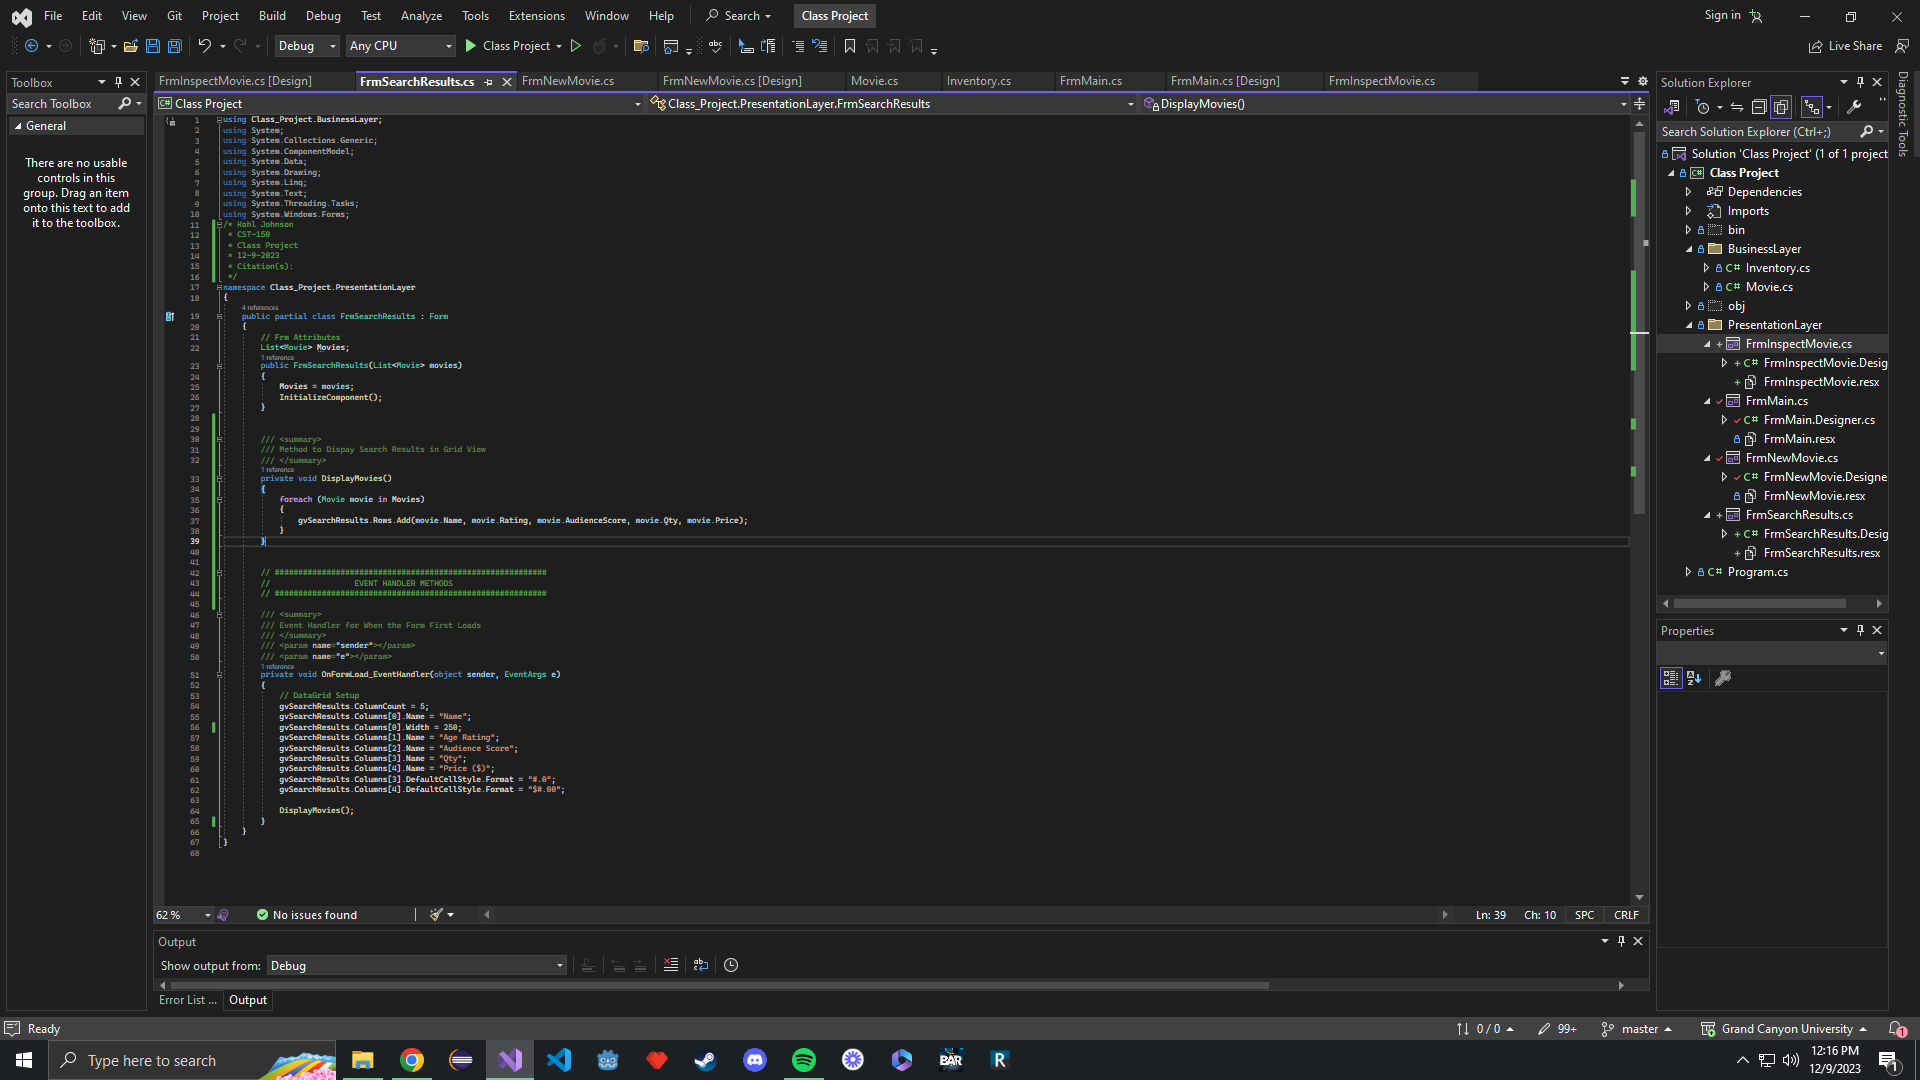 File Edit View Git Project Build Debug Test Analyze Tools Extensions Window Help Search Class Project Sign in
Debug Any CPU Class Project Live Share
Toolbox
Search Toolbox
General
There are no usable
controls in this
group. Drag an item
onto this text to add
it to the toolbox.
FrmInspectMovie.cs [Design] FrmSearchResults.cs FrmNewMovie.cs FrmNewMovie.cs [Design] Movie.cs Inventory.cs FrmMain.cs FrmMain.cs [Design] FrmInspectMovie.cs
Class Project Class_Project.PresentationLayer.FrmSearchResults DisplayMovies()
1 using Class_Project.BusinessLayer;
2 using System;
3 using System.Collections.Generic;
4 using System.ComponentModel;
5 using System.Data;
6 using System.Drawing;
7 using System.Linq;
8 using System.Text;
9 using System.Threading.Tasks;
10 using System.Windows.Forms;
11 /* Kohl Johnson
12 * CST-150
13 * Class Project
14 * 12-9-2023
15 * Citation(s):
16 */
17 namespace Class_Project.PresentationLayer
18 {
4 references
19 public partial class FrmSearchResults : Form
20 {
21 // Frm Attributes
22 List<Movie> Movies;
1 reference
23 public FrmSearchResults(List<Movie> movies)
24 {
25 Movies = movies;
26 InitializeComponent();
27 }
28
29
30 /// <summary>
31 /// Method to Dispay Search Results in Grid View
32 /// </summary>
1 reference
33 private void DisplayMovies()
34 {
35 foreach (Movie movie in Movies)
36 {
37 gvSearchResults.Rows.Add(movie.Name, movie.Rating, movie.AudienceScore, movie.Qty, movie.Price);
38 }
39 }
40
41
42 // ##########################################################
43 // EVENT HANDLER METHODS
44 // ##########################################################
45
46 /// <summary>
47 /// Event Handler for When the Form First Loads
48 /// </summary>
49 /// <param name="sender"></param>
50 /// <param name="e"></param>
1 reference
51 private void OnFormLoad_EventHandler(object sender, EventArgs e)
52 {
53 // DataGrid Setup
54 gvSearchResults.ColumnCount = 5;
55 gvSearchResults.Columns[0].Name = "Name";
56 gvSearchResults.Columns[0].Width = 250;
57 gvSearchResults.Columns[1].Name = "Age Rating";
58 gvSearchResults.Columns[2].Name = "Audience Score";
59 gvSearchResults.Columns[3].Name = "Qty";
60 gvSearchResults.Columns[4].Name = "Price ($)";
61 gvSearchResults.Columns[3].DefaultCellStyle.Format = "#.0";
62 gvSearchResults.Columns[4].DefaultCellStyle.Format = "$#.00";
63
64 DisplayMovies();
65 }
66 }
67 }
68
62 % No issues found Ln: 39 Ch: 10 SPC CRLF
Output
Show output from: Debug
Error List ... Output
Solution Explorer
Search Solution Explorer (Ctrl+;)
Solution 'Class Project' (1 of 1 project
C# Class Project
Dependencies
Imports
bin
BusinessLayer
C# Inventory.cs
C# Movie.cs
obj
PresentationLayer
FrmInspectMovie.cs
C# FrmInspectMovie.Desig
FrmInspectMovie.resx
FrmMain.cs
C# FrmMain.Designer.cs
FrmMain.resx
FrmNewMovie.cs
C# FrmNewMovie.Designe
FrmNewMovie.resx
FrmSearchResults.cs
C# FrmSearchResults.Desig
FrmSearchResults.resx
C# Program.cs
Properties
Diagnostic Tools
Ready 0 / 0 99+ master Grand Canyon University 1
Type here to search BAR R 12:16 PM
12/9/2023 1